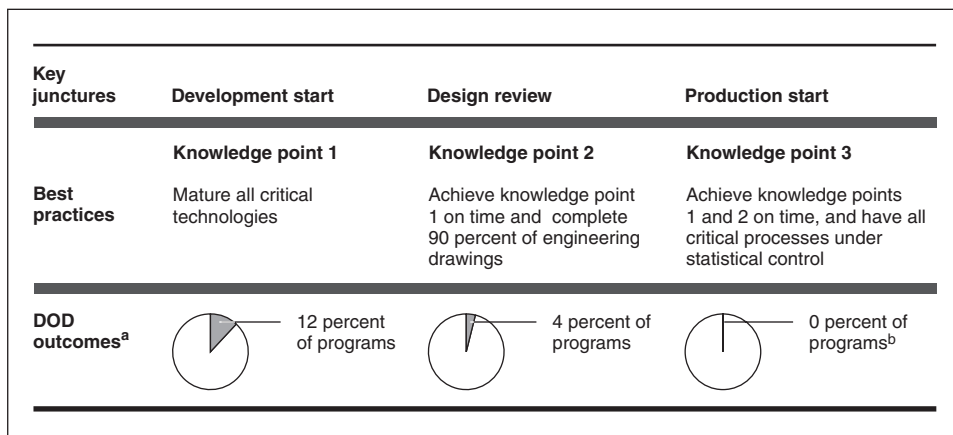 Key
junctures
Development start
Design review
Production start
Knowledge point 1
Knowledge point 2
Knowledge point 3
Best
practices
Mature all critical
technologies
Achieve knowledge point
1 on time and complete
90 percent of engineering
drawings
Achieve knowledge points
1 and 2 on time, and have all
critical processes under
statistical control
DOD
outcomesa
12 percent
of programs
4 percent of
programs
0 percent of
programsb